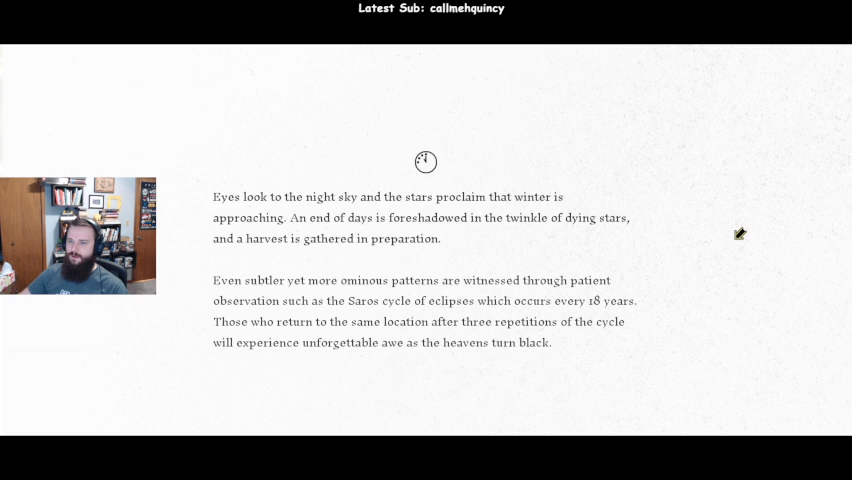 Latest Sub: callmehquincy
Eyes look to the night sky and the stars proclaim that winter is
approaching. An end of days is foreshadowed in the twinkle of dying stars,
and a harvest is gathered in preparation.
Even subtler yet more ominous patterns are witnessed through patient
observation such as the Saros cycle of eclipses which occurs every 18 years.
Those who return to the same location after three repetitions of the cycle
will experience unforgettable awe as the heavens turn black.